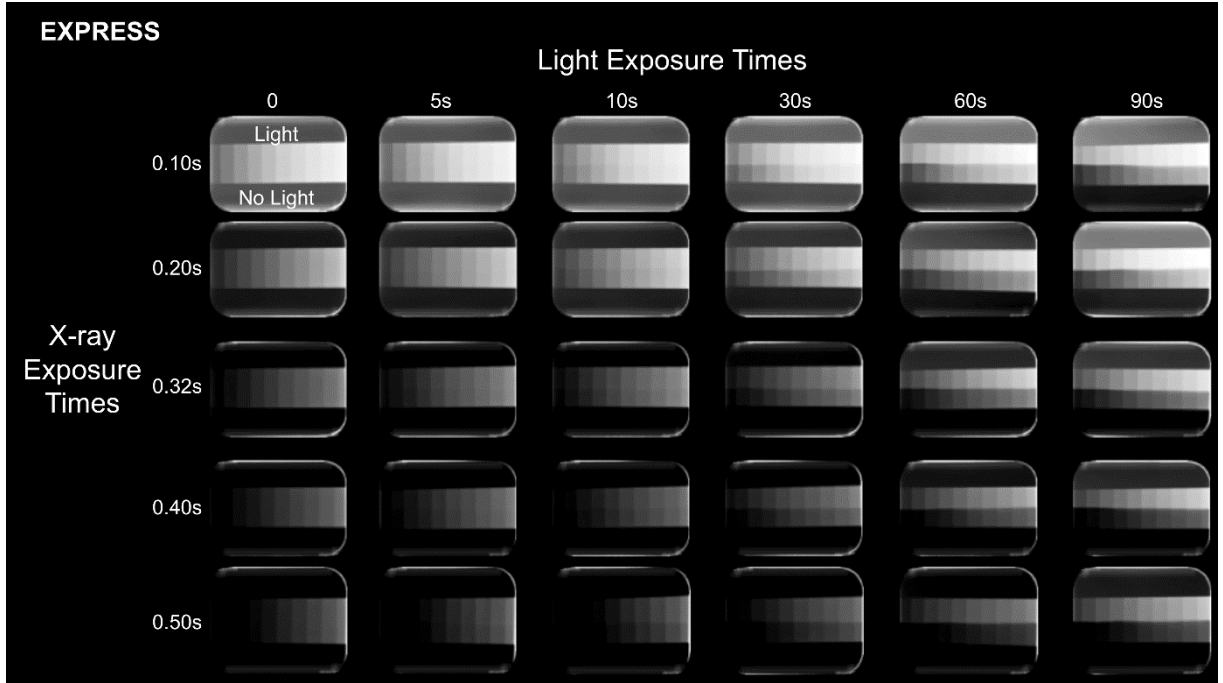 EXPRESS
Light Exposure Times
0 5s 10s 30s 60s 90s
Light
0.10s
No Light
0.20s
X-ray
Exposure
Times
0.32s
0.40s
0.50s